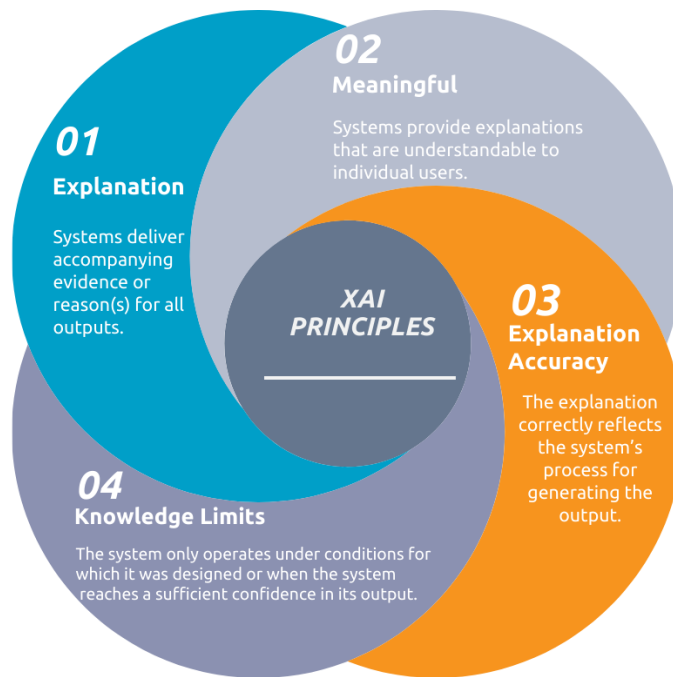 01
Explanation
Systems deliver
accompanying
evidence or
reason(s) for all
outputs.
02
Meaningful
Systems provide explanations
that are understandable to
individual users.
XAI
PRINCIPLES
03
Explanation
Accuracy
The explanation
correctly reflects
the system’s
process for
generating the
output.
04
Knowledge Limits
The system only operates under conditions for
which it was designed or when the system
reaches a sufficient confidence in its output.